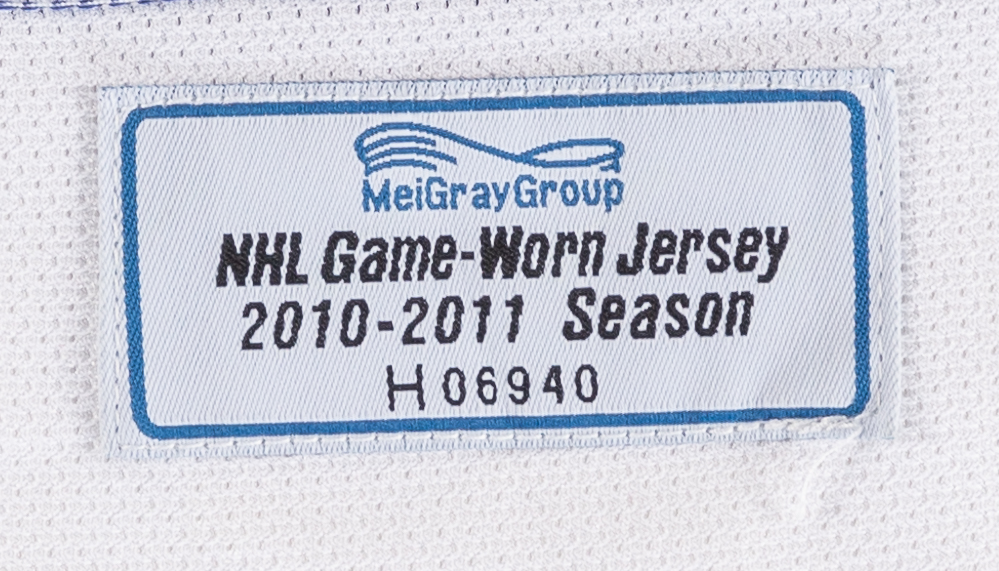 MeiGrayGroup
NHL Game-Worn Jersey
2010-2011 Season
H06940